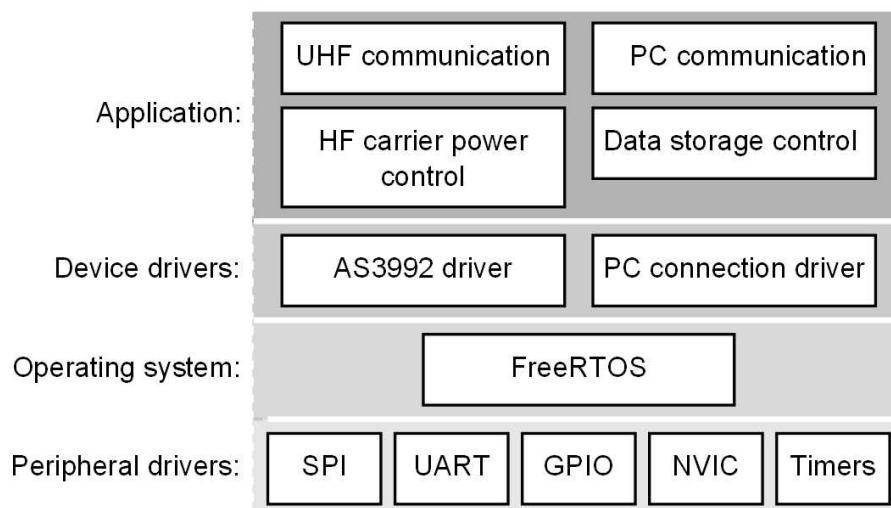 Application:
UHF communication
PC communication
HF carrier power
control
Data storage control
Device drivers:
AS3992 driver
PC connection driver
Operating system:
FreeRTOS
Peripheral drivers:
SPI
UART
GPIO
NVIC
Timers